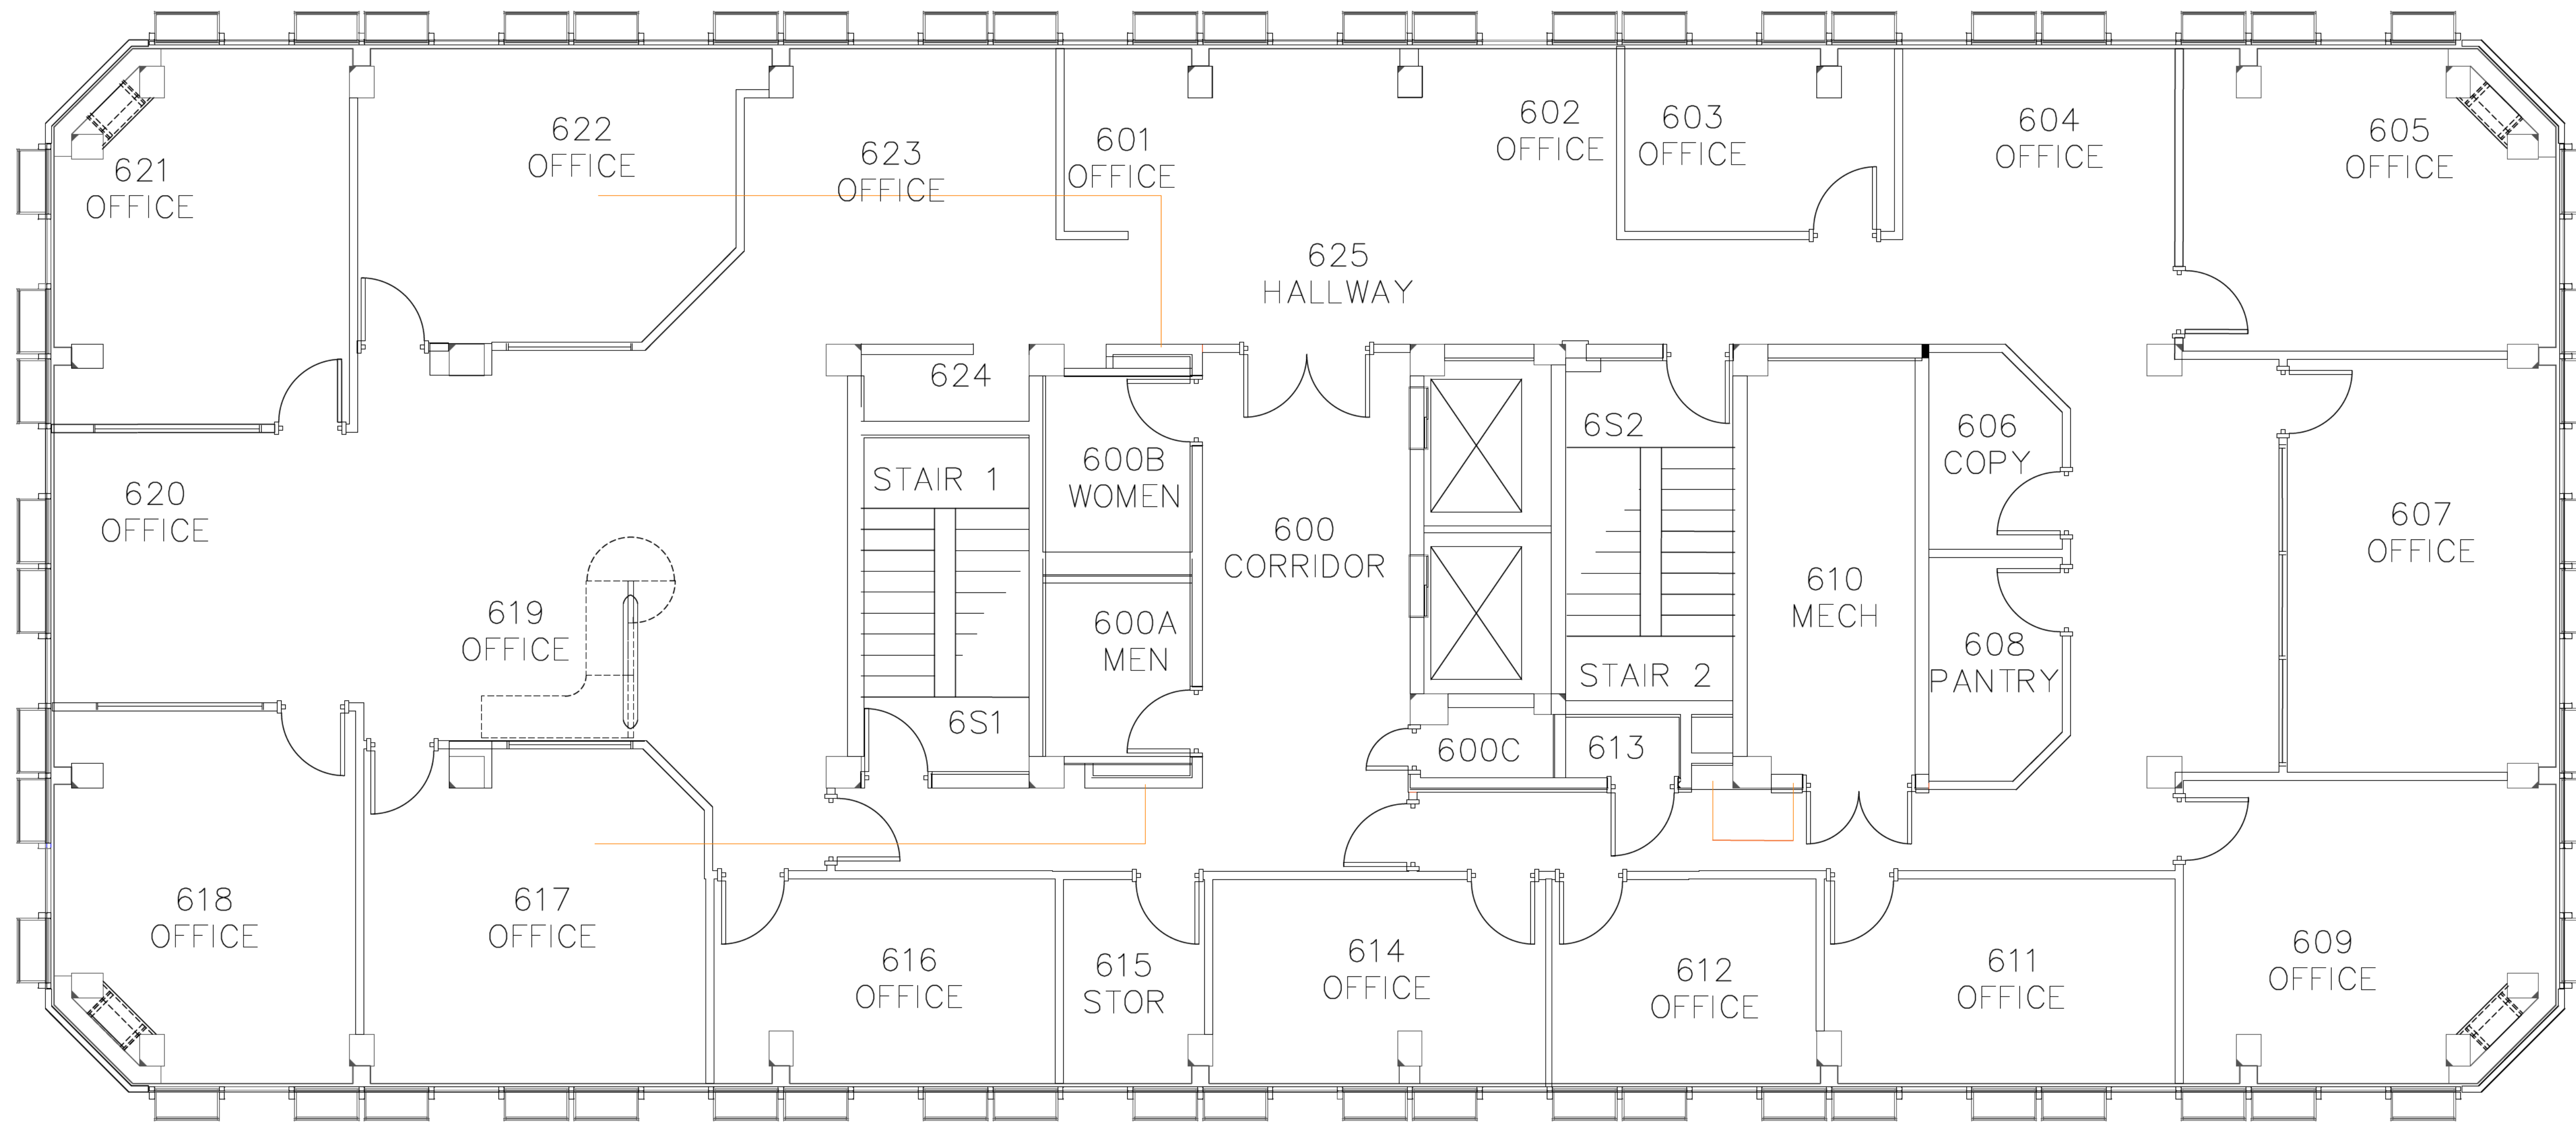 621
OFFICE
622
OFFICE
623
OFFICE
601
OFFICE
602
OFFICE
603
OFFICE
604
OFFICE
605
OFFICE
625
HALLWAY
624
STAIR 1
600B
WOMEN
600
CORRIDOR
6S2
606
COPY
607
OFFICE
620
OFFICE
619
OFFICE
600A
MEN
610
MECH
608
PANTRY
STAIR 2
6S1
600C
613
618
OFFICE
617
OFFICE
616
OFFICE
615
STOR
614
OFFICE
612
OFFICE
611
OFFICE
609
OFFICE